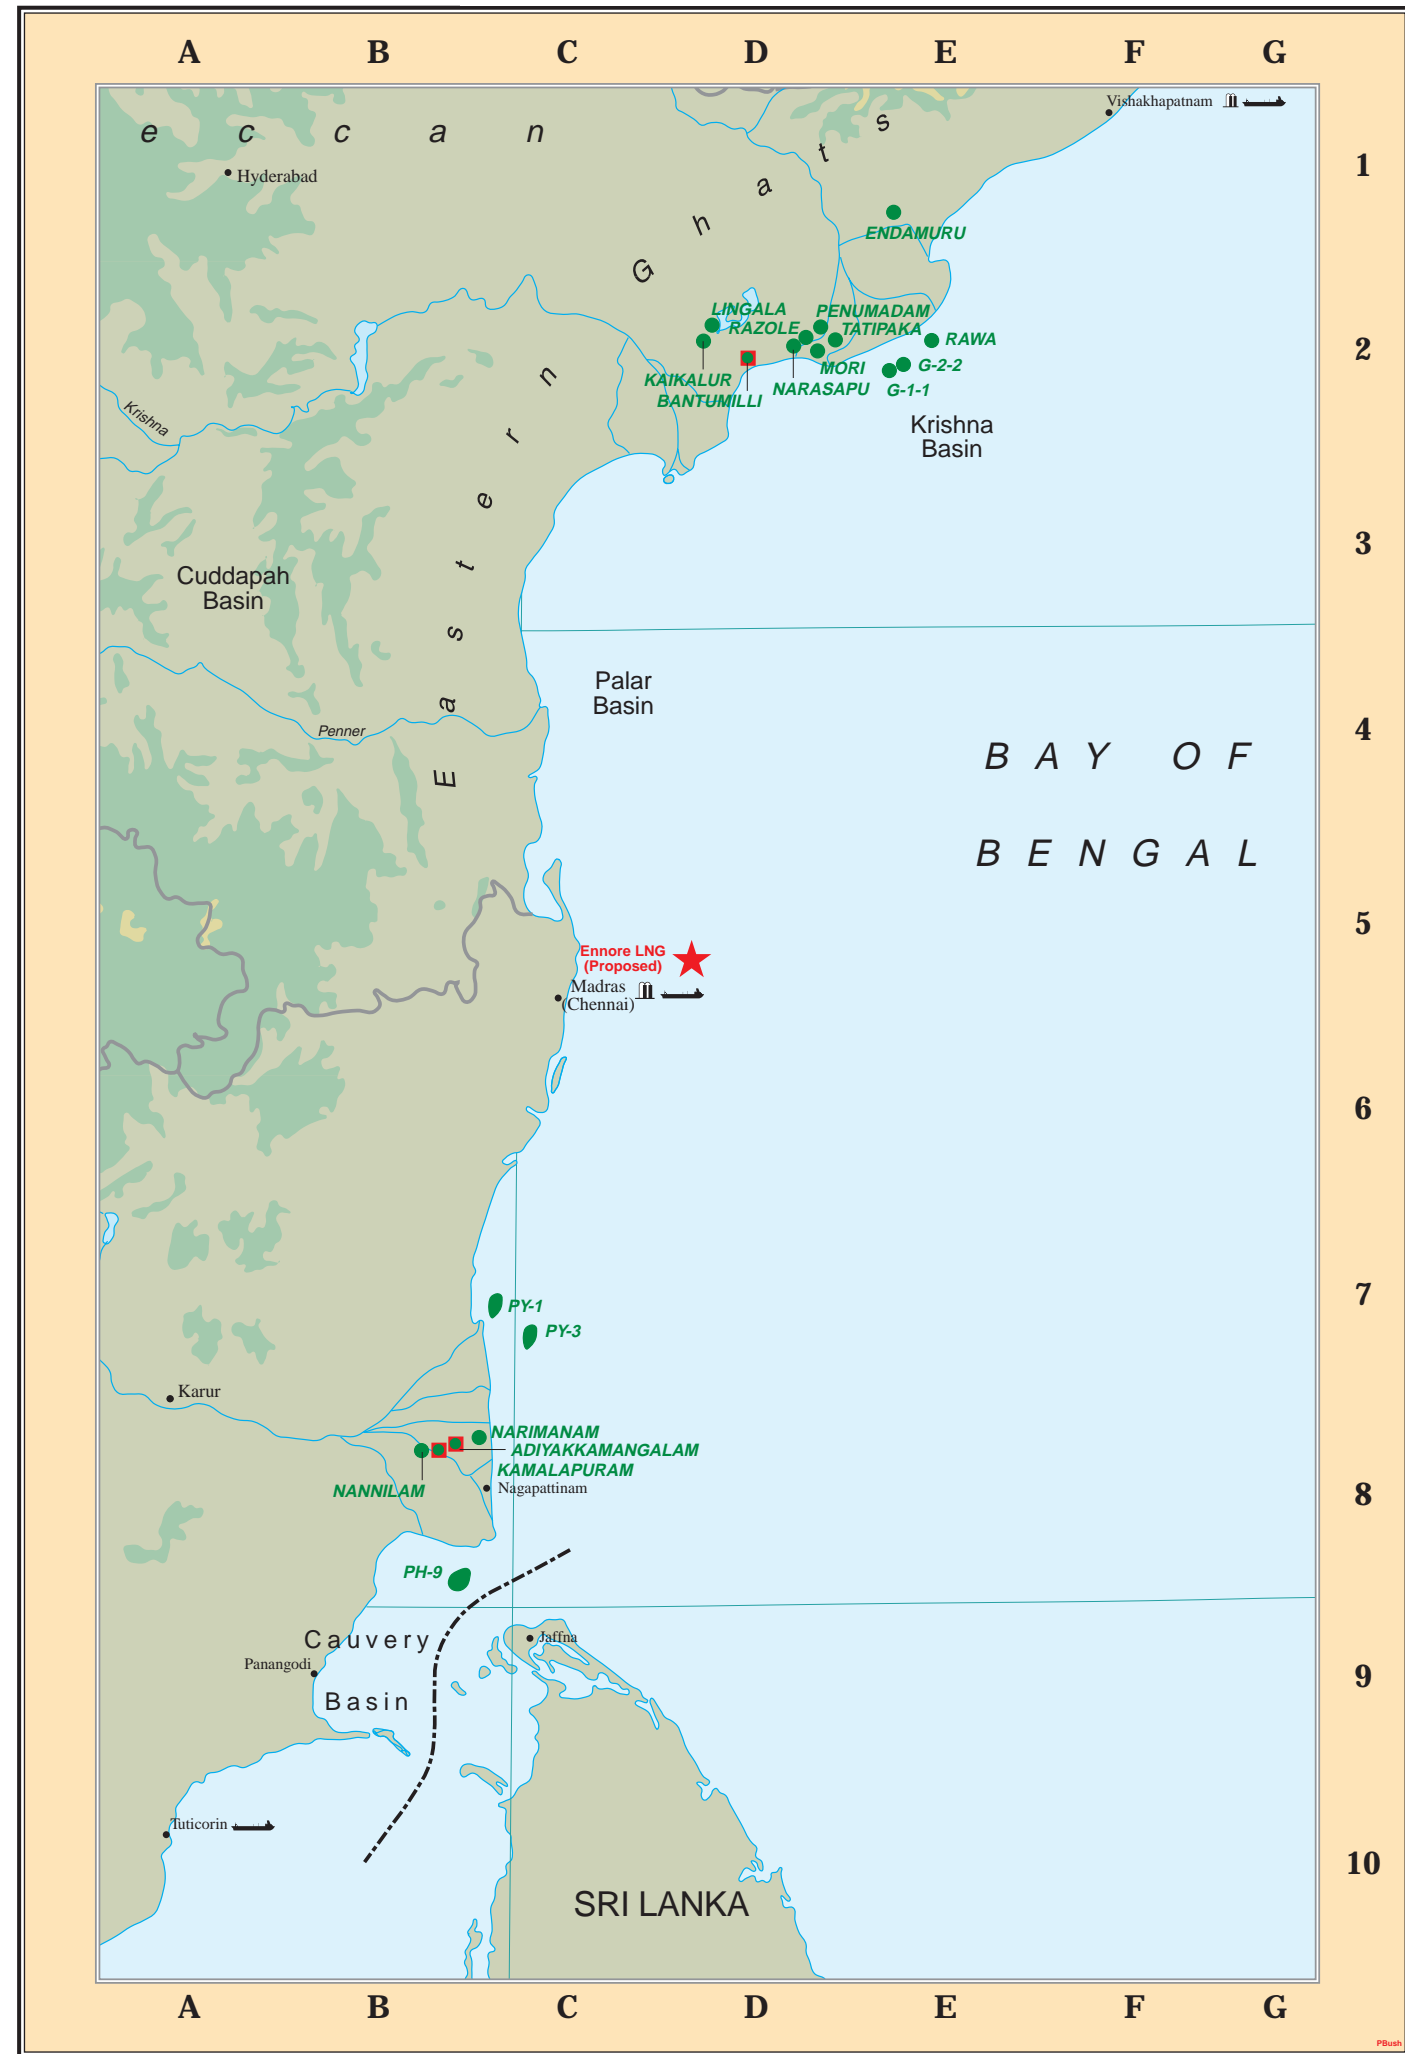 A B C D E F G
Vishakhapatnam
e c c a n
1
Hyderabad
E a s t e r n G h a t s
ENDAMURU
LINGALA
PENUMADAM
RAZOLE
TATIPAKA
RAWA
2
MORI
G-2-2
KAIKALUR
NARASAPU
G-1-1
BANTUMILLI
Krishna
Krishna
Basin
3
Cuddapah
Basin
Palar
Basin
Penner
4
B A Y O F
B E N G A L
5
Ennore LNG
(Proposed)
Madras
(Chennai)
6
7
PY-1
PY-3
Karur
NARIMANAM
ADIYAKKAMANGALAM
KAMALAPURAM
NANNILAM
Nagapattinam
8
PH-9
Cauvery
Jaffna
Panangodi
9
Basin
Tuticorin
10
SRI LANKA
A B C D E F G
PBush